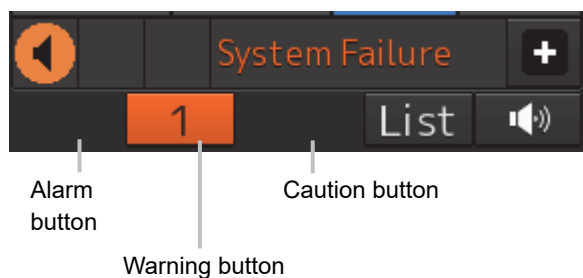 System Failure
1 List
Alarm
button
Caution button
Warning button